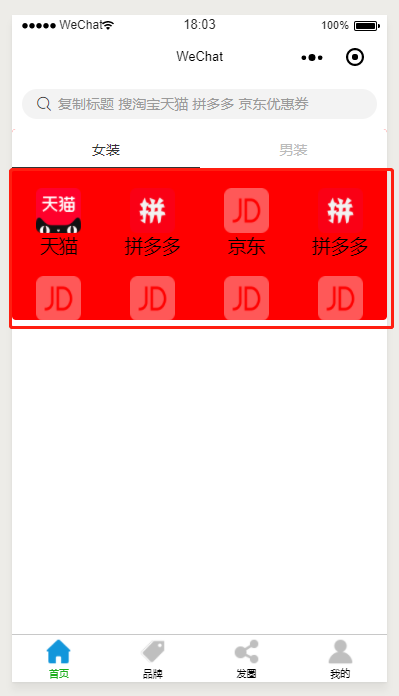 ●●●●● WeChat 18:03 100%
WeChat
复制标题 搜淘宝天猫 拼多多 京东优惠券
女装 男装
天猫 拼 JD 拼
天猫 拼多多 京东 拼多多
JD JD JD JD
首页 品牌 发圈 我的